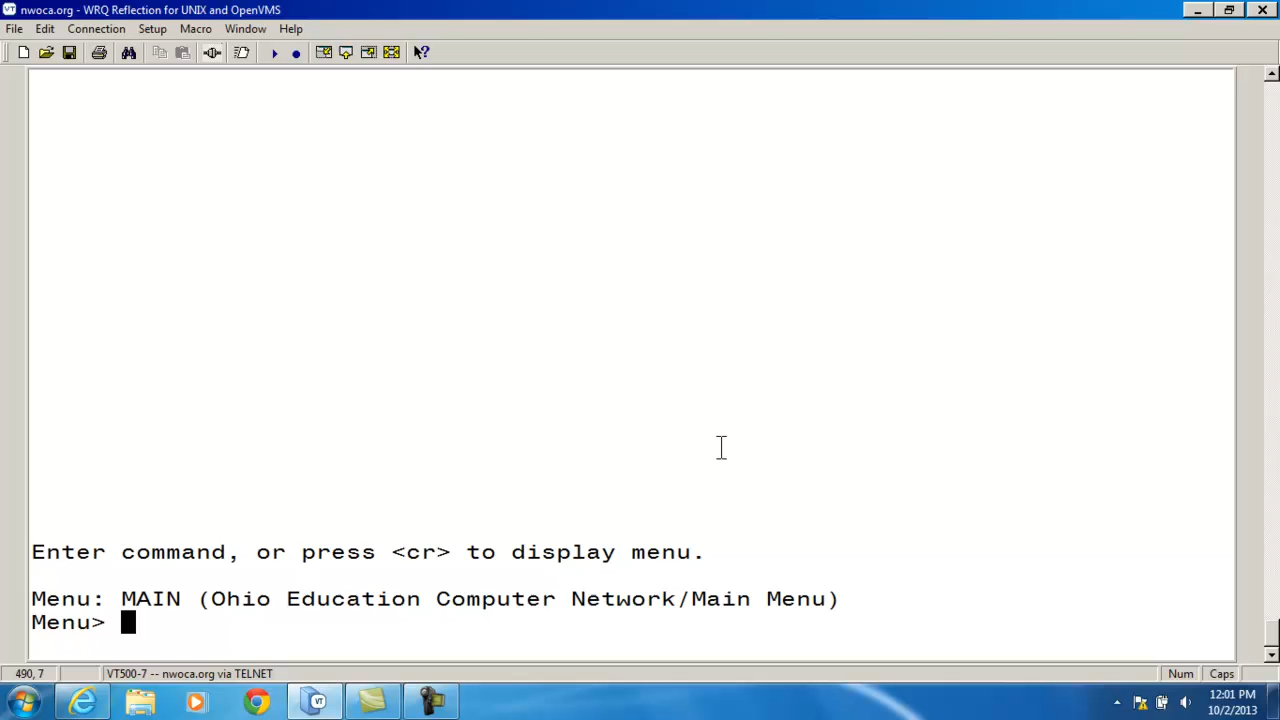 VT nwoca.org - WRQ Reflection for UNIX and OpenVMS
File Edit Connection Setup Macro Window Help
Enter command, or press <cr> to display menu.
Menu: MAIN (Ohio Education Computer Network/Main Menu)
Menu>
490, 7 VT500-7 -- nwoca.org via TELNET Num Caps
VT
12:01 PM
10/2/2013